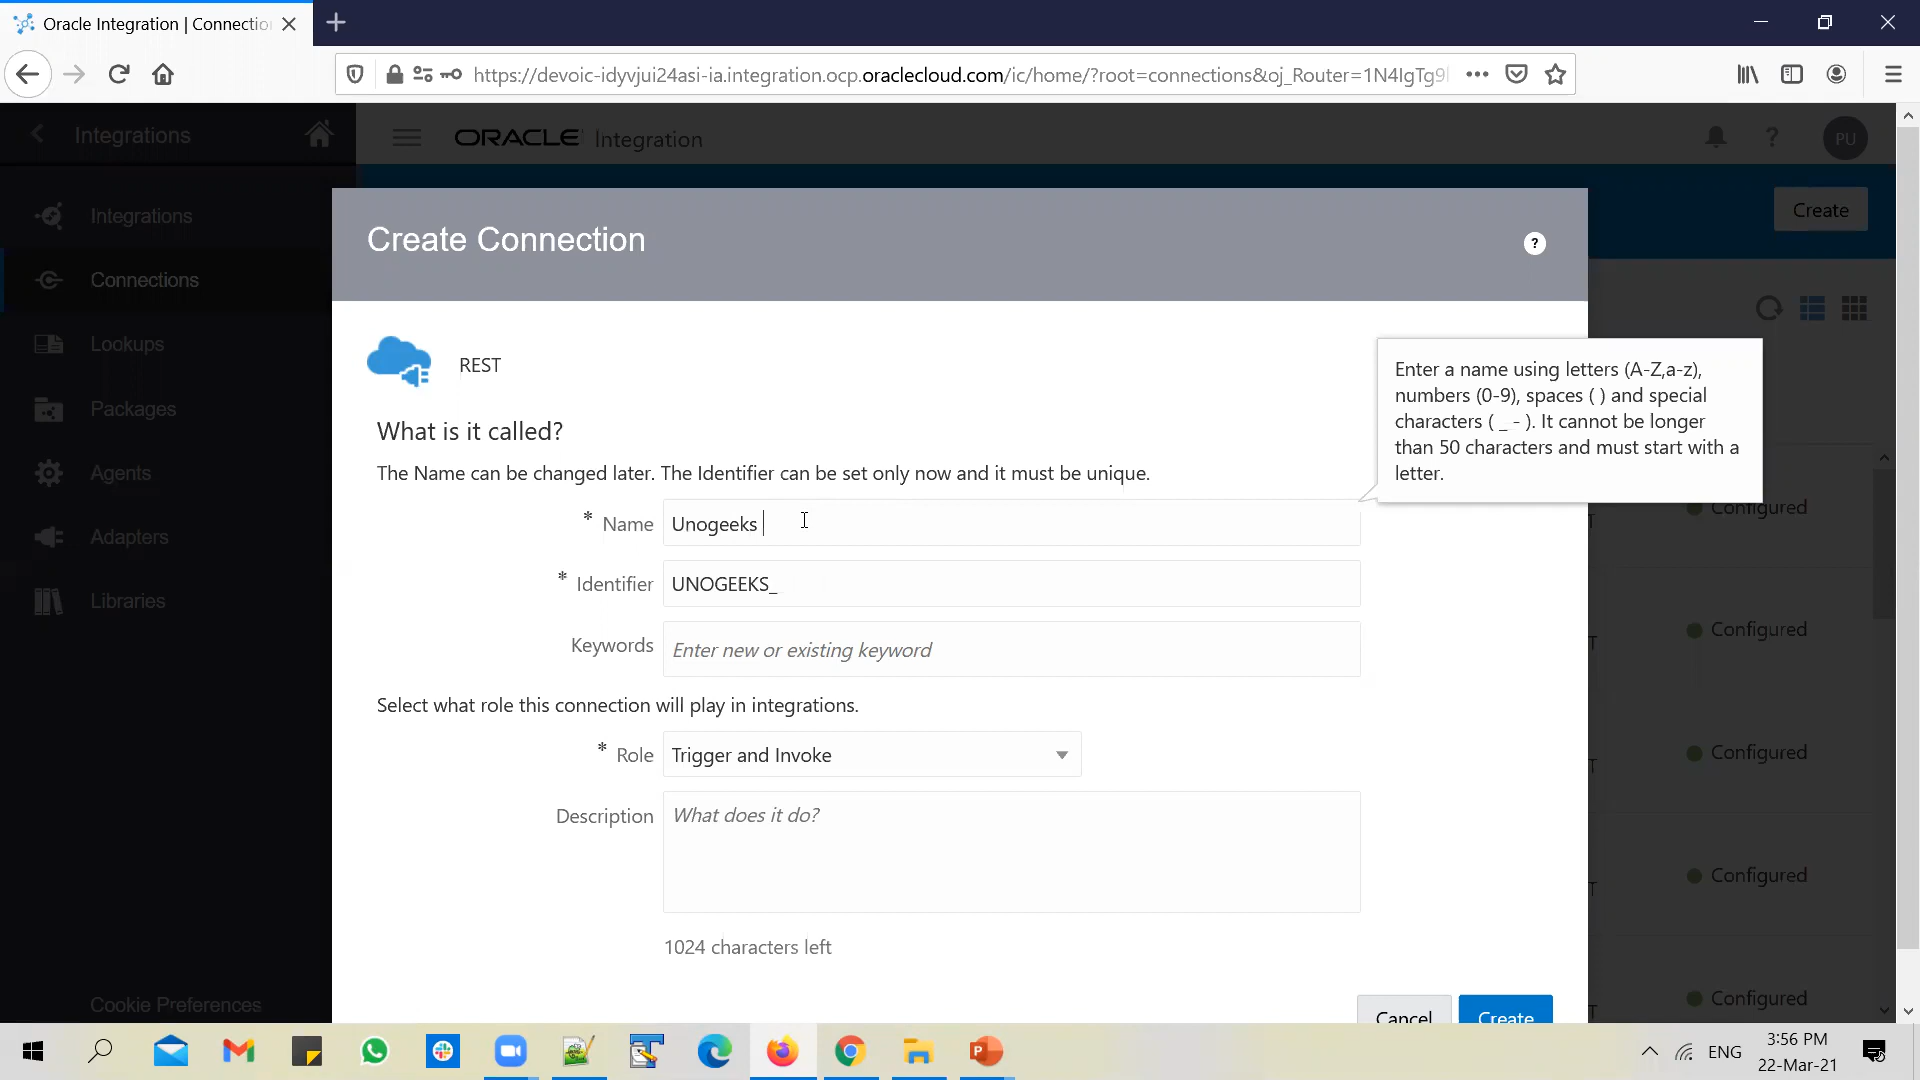 Oracle Integration | Connectio
https://devoic-idyvjui24asi-ia.integration.ocp.oraclecloud.com/ic/home/?root=connections&oj_Router=1N4IgTg9
Integrations
ORACLE Integration
PU
Integrations
Connections
Lookups
Packages
Agents
Adapters
Libraries
Cookie Preferences
Create
Create Connection
?
REST
What is it called?
The Name can be changed later. The Identifier can be set only now and it must be unique.
* Name Unogeeks
* Identifier UNOGEEKS_
Keywords Enter new or existing keyword
Select what role this connection will play in integrations.
* Role Trigger and Invoke
Description What does it do?
1024 characters left
Cancel Create
Enter a name using letters (A-Z,a-z),
numbers (0-9), spaces ( ) and special
characters ( _ - ). It cannot be longer
than 50 characters and must start with a
letter.
Configured
Configured
Configured
Configured
Configured
ENG
3:56 PM
22-Mar-21